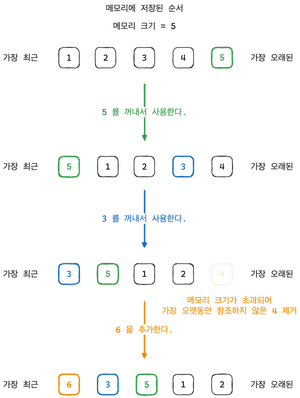 메모리에 저장된 순서
메모리 크기 = 5
가장 최근 1 2 3 4 5 가장 오래된
5 를 꺼내서 사용한다.
가장 최근 5 1 2 3 4 가장 오래된
3 를 꺼내서 사용한다.
가장 최근 3 5 1 2 4 가장 오래된
메모리 크기가 초과되어
가장 오랫동안 참조하지 않은 4 제거
6 을 추가한다.
가장 최근 6 3 5 1 2 가장 오래된